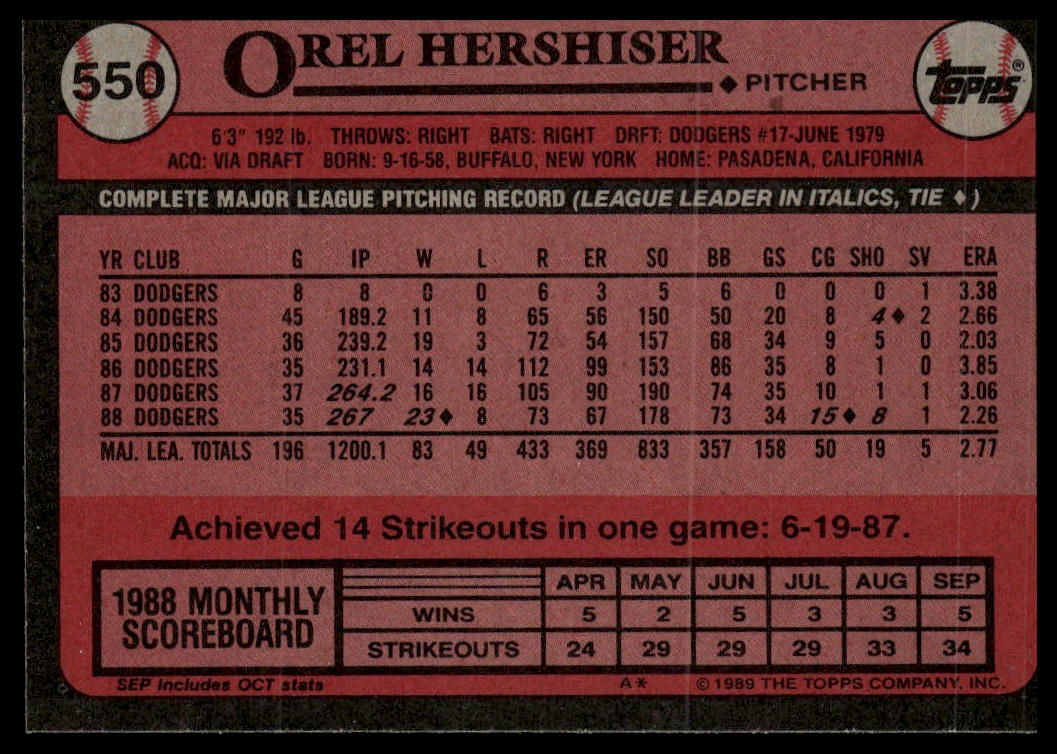 550 OREL HERSHISER
◆ PITCHER
TOPPS®
6'3" 192 lb. THROWS: RIGHT BATS: RIGHT DRFT: DODGERS #17-JUNE 1979
ACQ: VIA DRAFT BORN: 9-16-58, BUFFALO, NEW YORK HOME: PASADENA, CALIFORNIA
COMPLETE MAJOR LEAGUE PITCHING RECORD (LEAGUE LEADER IN ITALICS, TIE ◆)
YR CLUB G IP W L R ER SO BB GS CG SHO SV ERA
83 DODGERS 8 8 0 0 6 3 5 6 0 0 0 1 3.38
84 DODGERS 45 189.2 11 8 65 56 150 50 20 8 4◆ 2 2.66
85 DODGERS 36 239.2 19 3 72 54 157 68 34 9 5 0 2.03
86 DODGERS 35 231.1 14 14 112 99 153 86 35 8 1 0 3.85
87 DODGERS 37 264.2 16 16 105 90 190 74 35 10 1 1 3.06
88 DODGERS 35 267 23◆ 8 73 67 178 73 34 15◆ 8 1 2.26
MAJ. LEA. TOTALS 196 1200.1 83 49 433 369 833 357 158 50 19 5 2.77
Achieved 14 Strikeouts in one game: 6-19-87.
1988 MONTHLY
SCOREBOARD
APR MAY JUN JUL AUG SEP
WINS 5 2 5 3 3 5
STRIKEOUTS 24 29 29 29 33 34
SEP includes OCT stats A* © 1989 THE TOPPS COMPANY, INC.